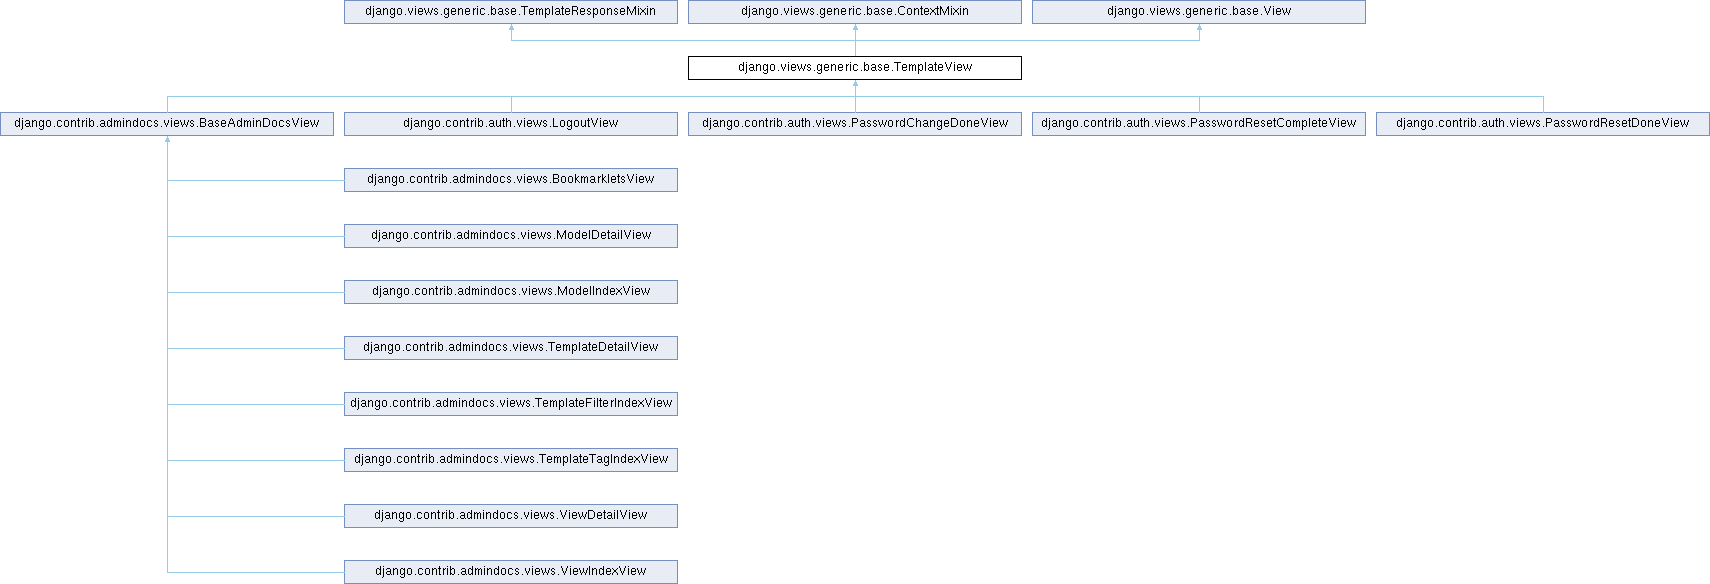 django.views.generic.base.TemplateResponseMixin
django.views.generic.base.ContextMixin
django.views.generic.base.View
django.views.generic.base.TemplateView
django.contrib.admindocs.views.BaseAdminDocsView
django.contrib.auth.views.LogoutView
django.contrib.auth.views.PasswordChangeDoneView
django.contrib.auth.views.PasswordResetCompleteView
django.contrib.auth.views.PasswordResetDoneView
django.contrib.admindocs.views.BookmarkletsView
django.contrib.admindocs.views.ModelDetailView
django.contrib.admindocs.views.ModelIndexView
django.contrib.admindocs.views.TemplateDetailView
django.contrib.admindocs.views.TemplateFilterIndexView
django.contrib.admindocs.views.TemplateTagIndexView
django.contrib.admindocs.views.ViewDetailView
django.contrib.admindocs.views.ViewIndexView